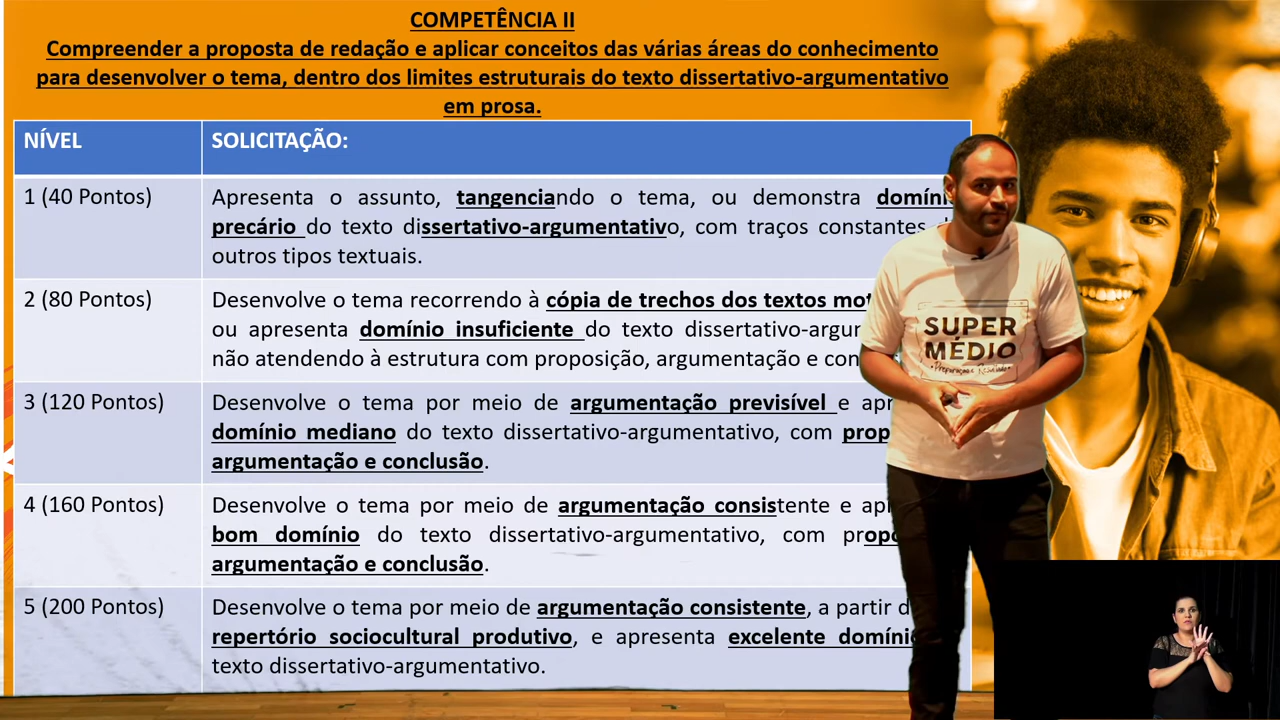 COMPETÊNCIA II
Compreender a proposta de redação e aplicar conceitos das várias áreas do conhecimento
para desenvolver o tema, dentro dos limites estruturais do texto dissertativo-argumentativo
em prosa.
NÍVEL
SOLICITAÇÃO:
1 (40 Pontos)
Apresenta o assunto, tangenciando o tema, ou demonstra
precário do texto dissertativo-argumentativo, com traços constantes
outros tipos textuais.
2 (80 Pontos)
Desenvolve o tema recorrendo à cópia de trechos dos textos
ou apresenta domínio insuficiente do texto
não atendendo à estrutura com proposição, argumentação e
3 (120 Pontos)
Desenvolve o tema por meio de argumentação previsível e
domínio mediano do texto dissertativo-argumentativo, com
argumentação e conclusão.
4 (160 Pontos)
Desenvolve o tema por meio de argumentação consistente e
bom domínio do texto dissertativo-argumentativo, com
argumentação e conclusão.
5 (200 Pontos)
Desenvolve o tema por meio de argumentação consistente, a partir
repertório sociocultural produtivo, e apresenta excelente
texto dissertativo-argumentativo.
SUPER
MÉDIO